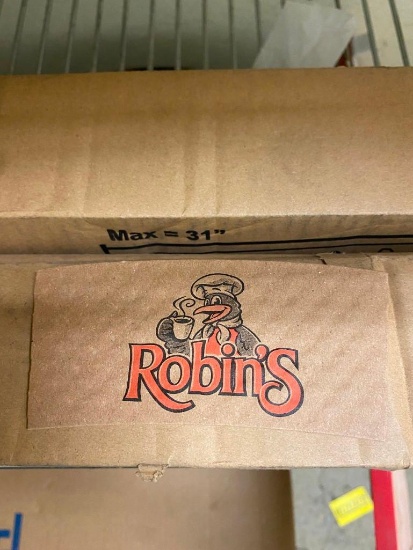 Max = 31"
Robin's